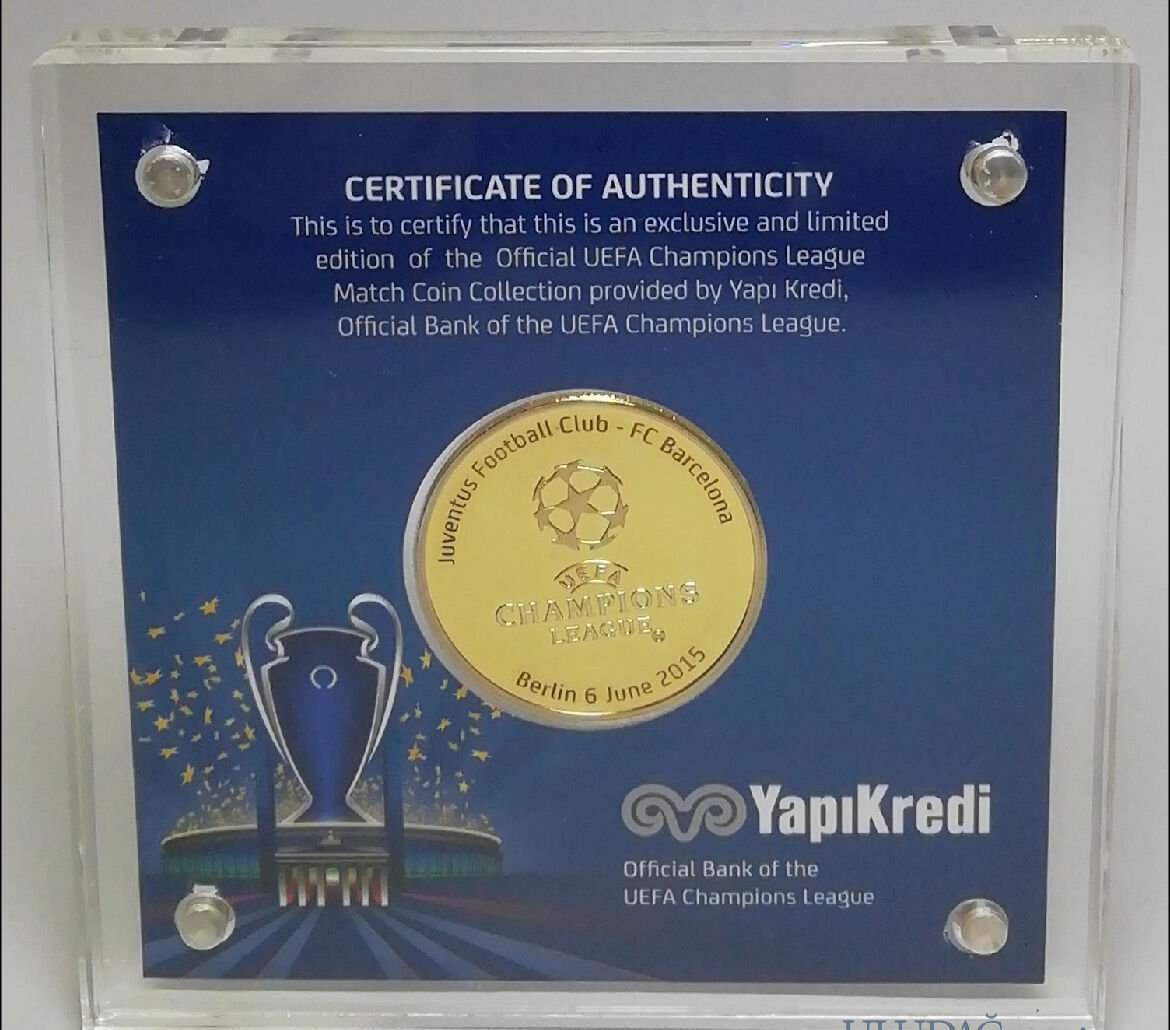 CERTIFICATE OF AUTHENTICITY
This is to certify that this is an exclusive and limited
edition of the Official UEFA Champions League
Match Coin Collection provided by Yapı Kredi,
Official Bank of the UEFA Champions League.
Juventus Football Club - FC Barcelona
UEFA
CHAMPIONS
LEAGUE
Berlin 6 June 2015
YapıKredi
Official Bank of the
UEFA Champions League
ULUDAĞ